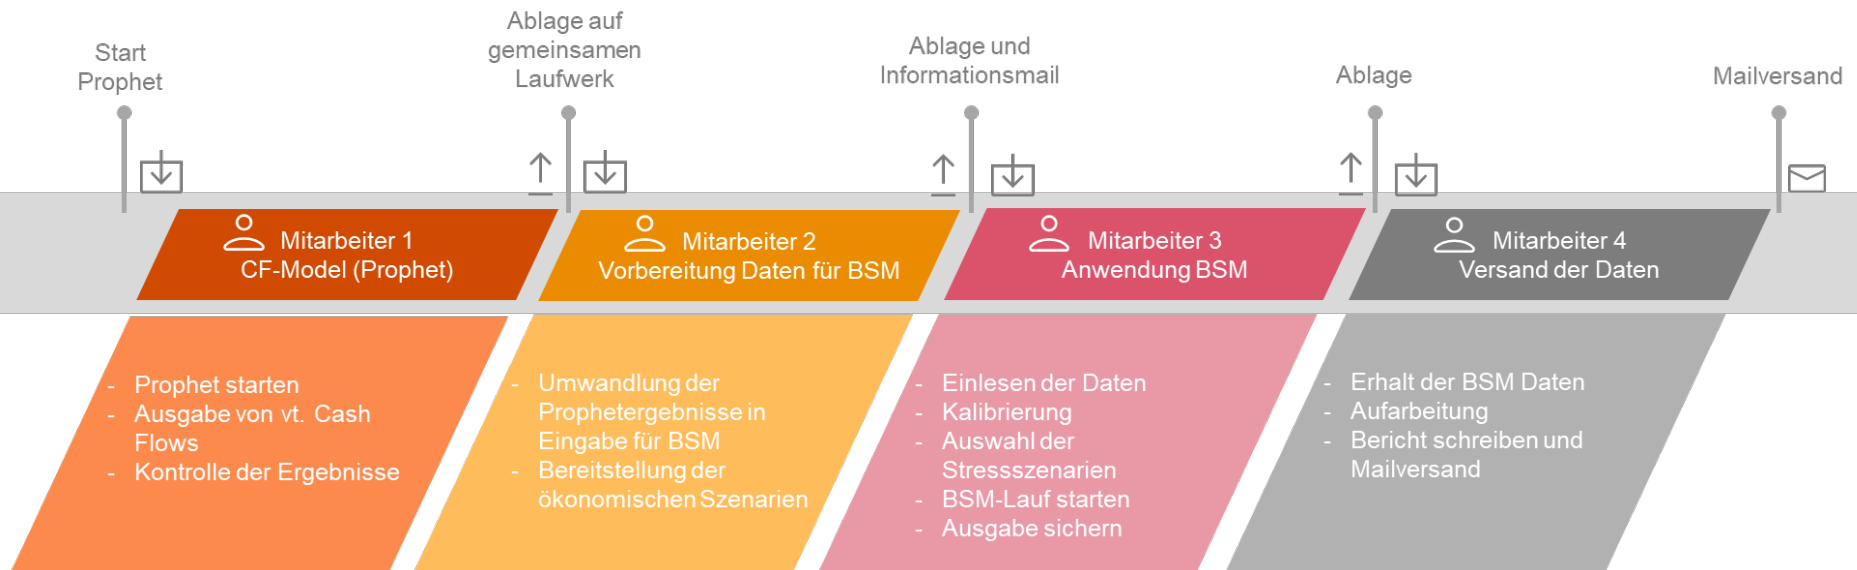 Start
Prophet
Ablage auf
gemeinsamen
Laufwerk
Ablage und
Informationsmail
Ablage
Mailversand
Mitarbeiter 1
CF-Model (Prophet)
Mitarbeiter 2
Vorbereitung Daten für BSM
Mitarbeiter 3
Anwendung BSM
Mitarbeiter 4
Versand der Daten
- Prophet starten
- Ausgabe von vt. Cash
Flows
- Kontrolle der Ergebnisse
- Umwandlung der
Prophetergebnisse in
Eingabe für BSM
- Bereitstellung der
ökonomischen Szenarien
- Einlesen der Daten
- Kalibrierung
- Auswahl der
Stressszenarien
- BSM-Lauf starten
- Ausgabe sichern
- Erhalt der BSM Daten
- Aufarbeitung
- Bericht schreiben und
Mailversand